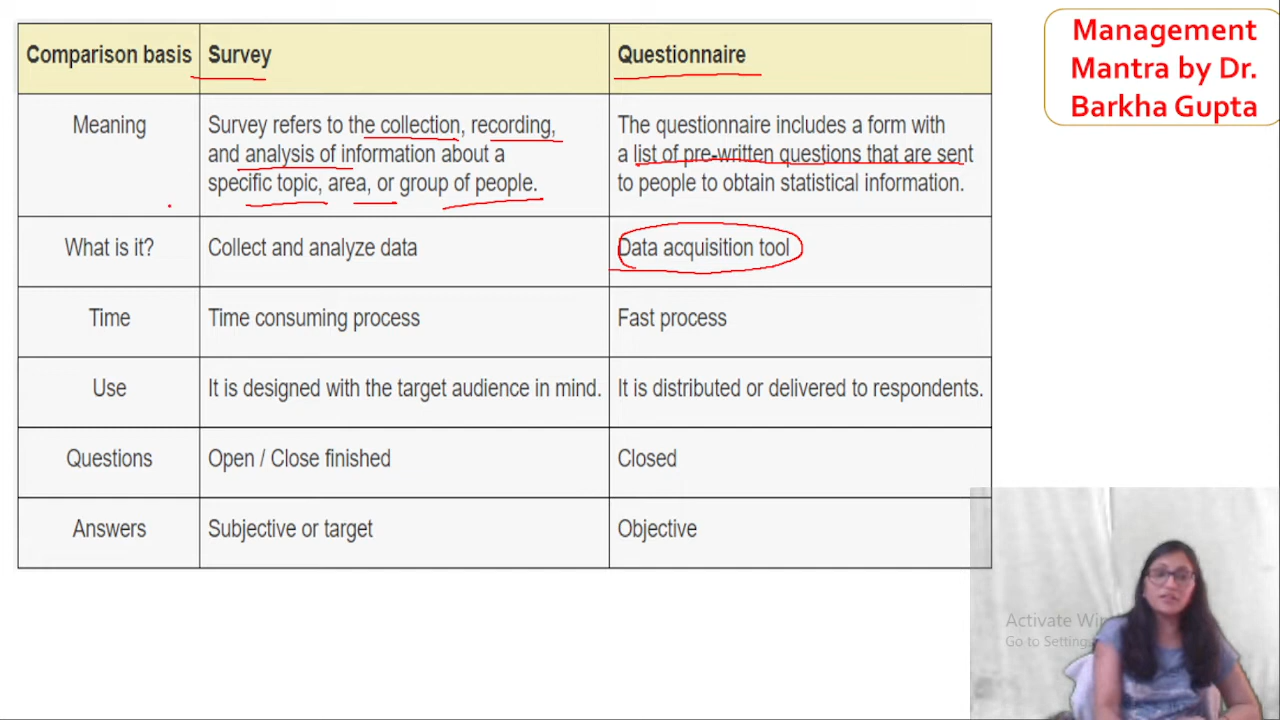 Comparison basis
Survey
Questionnaire
Meaning
Survey refers to the collection, recording,
and analysis of information about a
specific topic, area, or group of people.
The questionnaire includes a form with
a list of pre-written questions that are sent
to people to obtain statistical information.
What is it?
Collect and analyze data
Data acquisition tool
Time
Time consuming process
Fast process
Use
It is designed with the target audience in mind.
It is distributed or delivered to respondents.
Questions
Open / Close finished
Closed
Answers
Subjective or target
Objective
Management
Mantra by Dr.
Barkha Gupta
Activate
Go to Settings